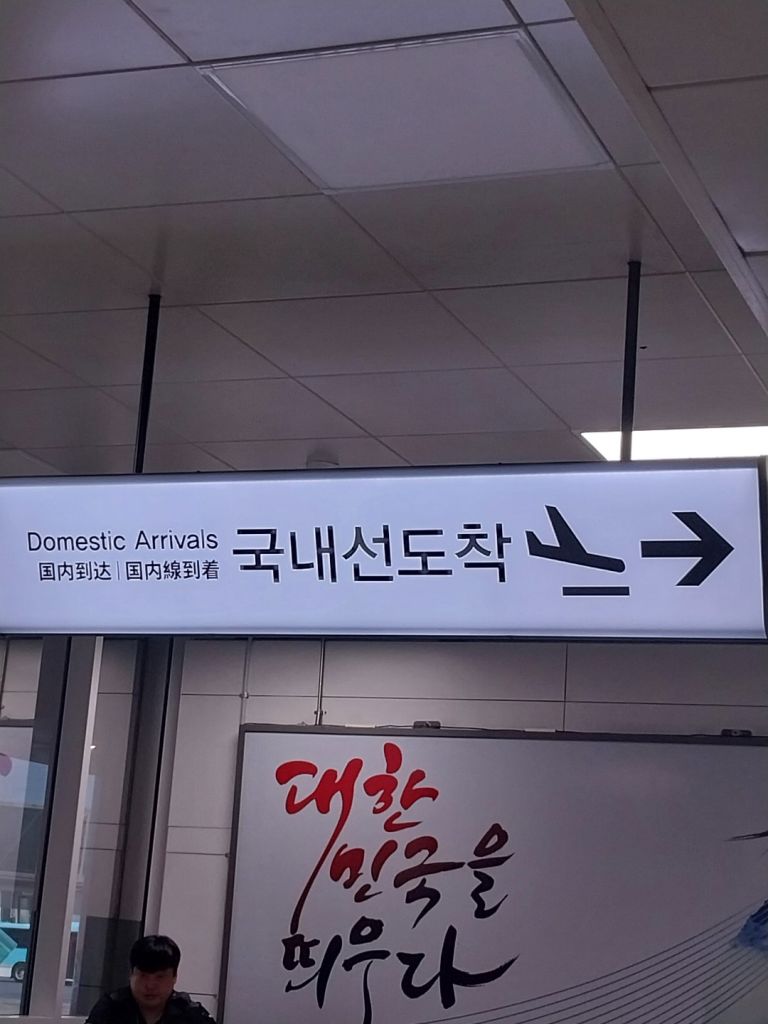 Domestic Arrivals
国内到达 | 国内線到着
국내선도착
대한
민국을
띄우다